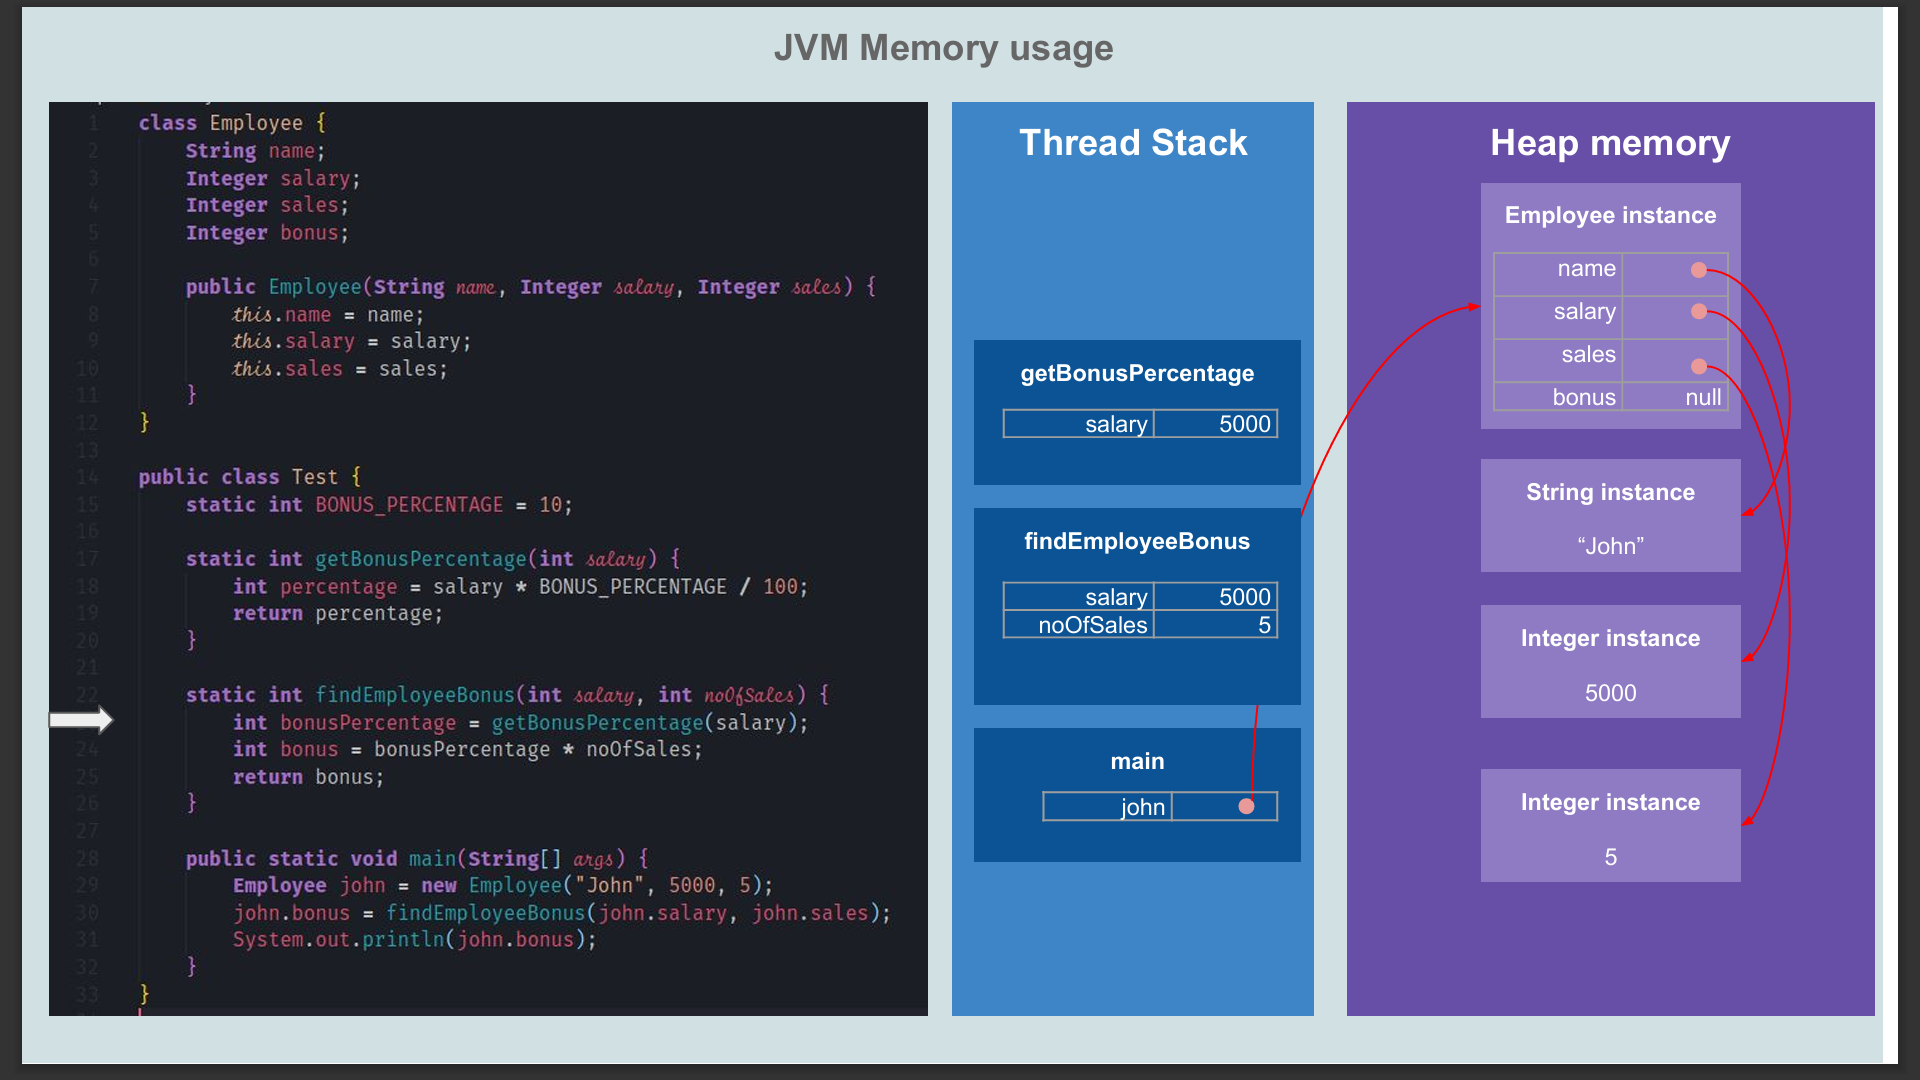 JVM Memory usage
1 class Employee {
2 String name;
3 Integer salary;
4 Integer sales;
5 Integer bonus;
6
7 public Employee(String name, Integer salary, Integer sales) {
8 this.name = name;
9 this.salary = salary;
10 this.sales = sales;
11 }
12 }
13
14 public class Test {
15 static int BONUS_PERCENTAGE = 10;
16
17 static int getBonusPercentage(int salary) {
18 int percentage = salary * BONUS_PERCENTAGE / 100;
19 return percentage;
20 }
21
22 static int findEmployeeBonus(int salary, int noOfSales) {
int bonusPercentage = getBonusPercentage(salary);
24 int bonus = bonusPercentage * noOfSales;
25 return bonus;
26 }
27
28 public static void main(String[] args) {
29 Employee john = new Employee("John", 5000, 5);
30 john.bonus = findEmployeeBonus(john.salary, john.sales);
31 System.out.println(john.bonus);
32 }
33 }
Thread Stack
getBonusPercentage
salary 5000
findEmployeeBonus
salary 5000
noOfSales 5
main
john
Heap memory
Employee instance
name
salary
sales
bonus null
String instance
“John”
Integer instance
5000
Integer instance
5